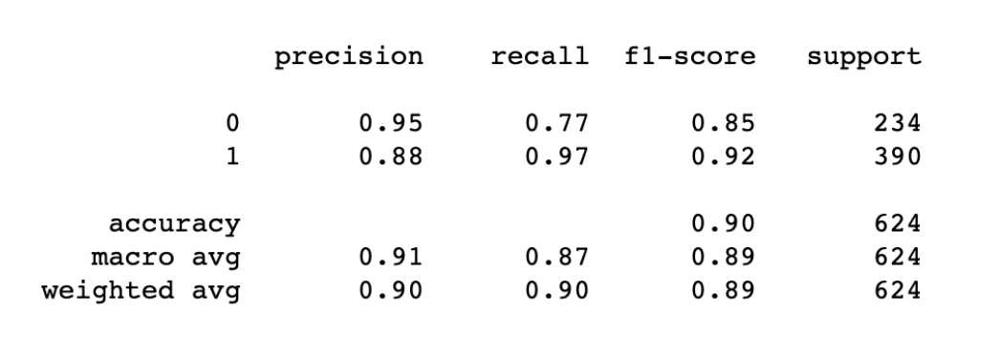 precision recall f1-score support
0 0.95 0.77 0.85 234
1 0.88 0.97 0.92 390
accuracy 0.90 624
macro avg 0.91 0.87 0.89 624
weighted avg 0.90 0.90 0.89 624